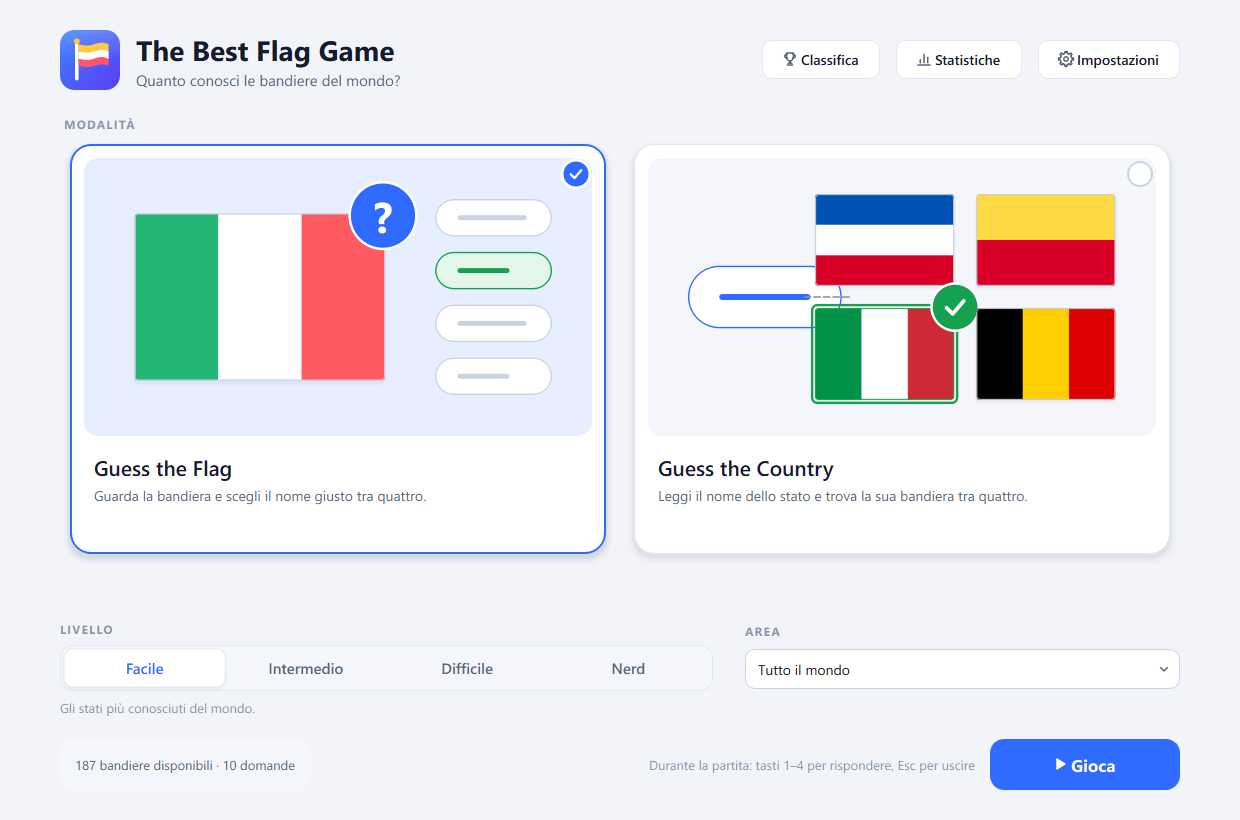 The Best Flag Game
Quanto conosci le bandiere del mondo?
Classifica
Statistiche
Impostazioni
MODALITÀ
?
Guess the Flag
Guarda la bandiera e scegli il nome giusto tra quattro.
Guess the Country
Leggi il nome dello stato e trova la sua bandiera tra quattro.
LIVELLO
Facile
Intermedio
Difficile
Nerd
Gli stati più conosciuti del mondo.
AREA
Tutto il mondo
187 bandiere disponibili · 10 domande
Durante la partita: tasti 1–4 per rispondere, Esc per uscire
Gioca